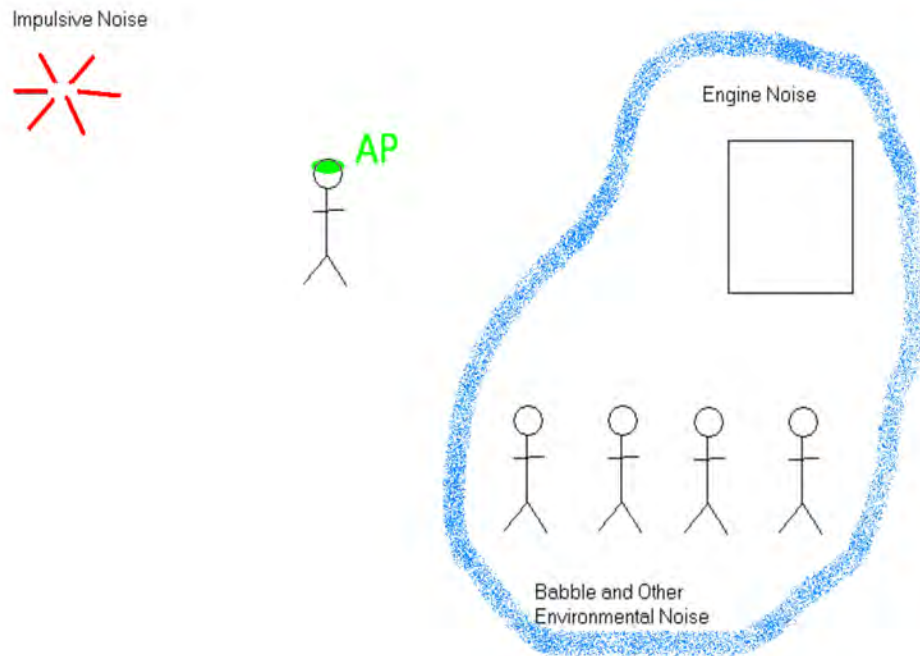 Impulsive Noise
Engine Noise
AP
Babble and Other
Environmental Noise